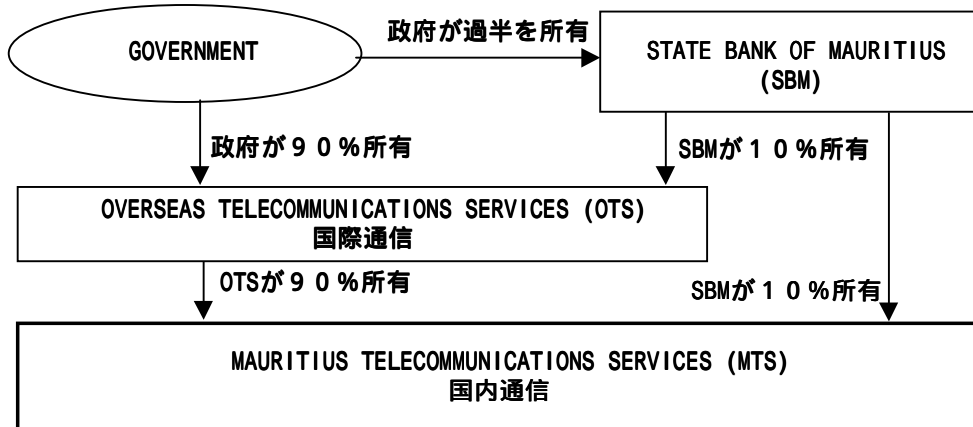 GOVERNMENT
政府が過半を所有
STATE BANK OF MAURITIUS
(SBM)
政府が９０%所有
SBMが１０%所有
OVERSEAS TELECOMMUNICATIONS SERVICES (OTS)
国際通信
OTSが９０%所有
SBMが１０%所有
MAURITIUS TELECOMMUNICATIONS SERVICES (MTS)
国内通信